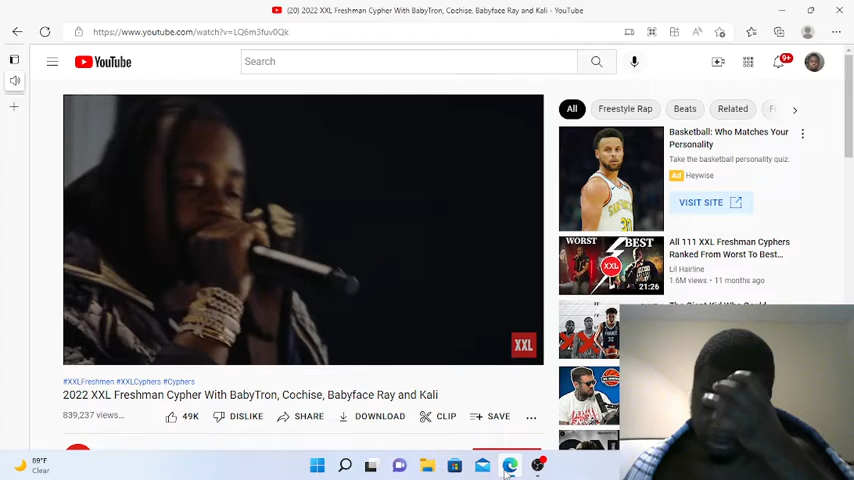 (20) 2022 XXL Freshman Cypher With BabyTron, Cochise, Babyface Ray and Kali - YouTube
https://www.youtube.com/watch?v=LQ6m3fuv0Qk
YouTube
Search
9+
All
Freestyle Rap
Beats
Related
Basketball: Who Matches Your
Personality
Take the basketball personality quiz.
Ad Heywise
VISIT SITE
WORST
BEST
XXL
21:26
All 111 XXL Freshman Cyphers
Ranked From Worst To Best...
Lil Hairline
1.6M views • 11 months ago
XXL
#XXLFreshmen #XXLCyphers #Cyphers
2022 XXL Freshman Cypher With BabyTron, Cochise, Babyface Ray and Kali
839,237 views...
49K
DISLIKE
SHARE
DOWNLOAD
CLIP
SAVE
...
89°F
Clear